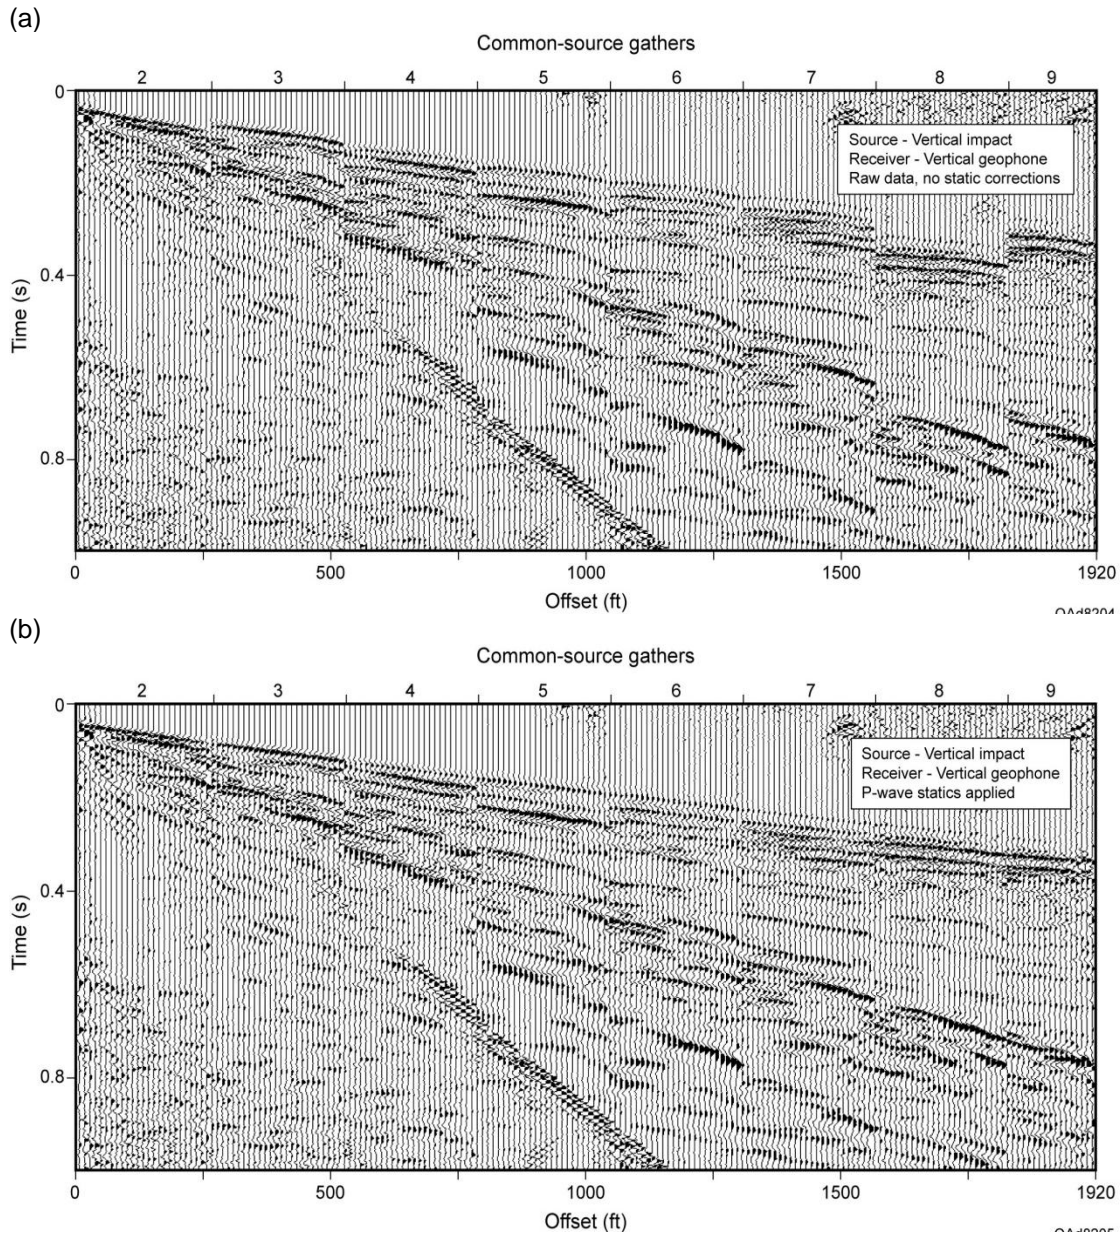 (a)
Common-source gathers
2 3 4 5 6 7 8 9
0
Source - Vertical impact
Receiver - Vertical geophone
Raw data, no static corrections
0.4
Time (s)
0.8
0 500 1000 1500 1920
Offset (ft)
(b)
Common-source gathers
2 3 4 5 6 7 8 9
0
Source - Vertical impact
Receiver - Vertical geophone
P-wave statics applied
0.4
Time (s)
0.8
0 500 1000 1500 1920
Offset (ft)